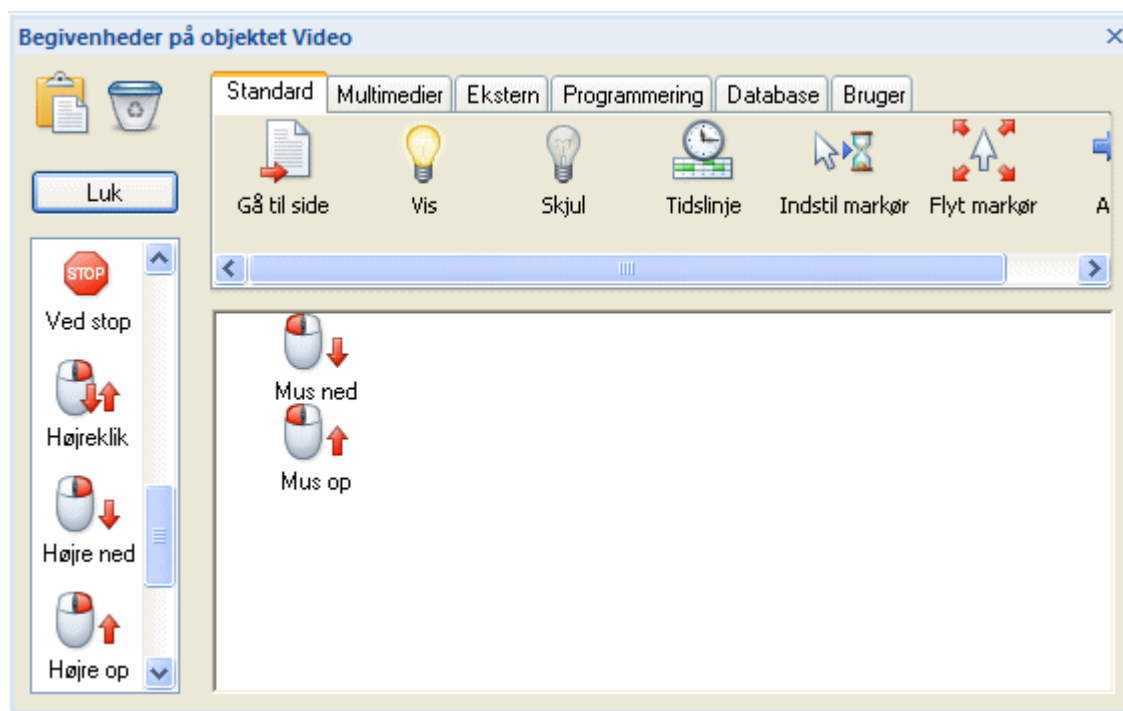 Begivenheder på objektet Video
Standard Multimedier Ekstern Programmering Database Bruger
Gå til side Vis Skjul Tidslinje Indstil markør Flyt markør A
Luk
STOP
Ved stop
Højreklik
Højre ned
Højre op
Mus ned
Mus op